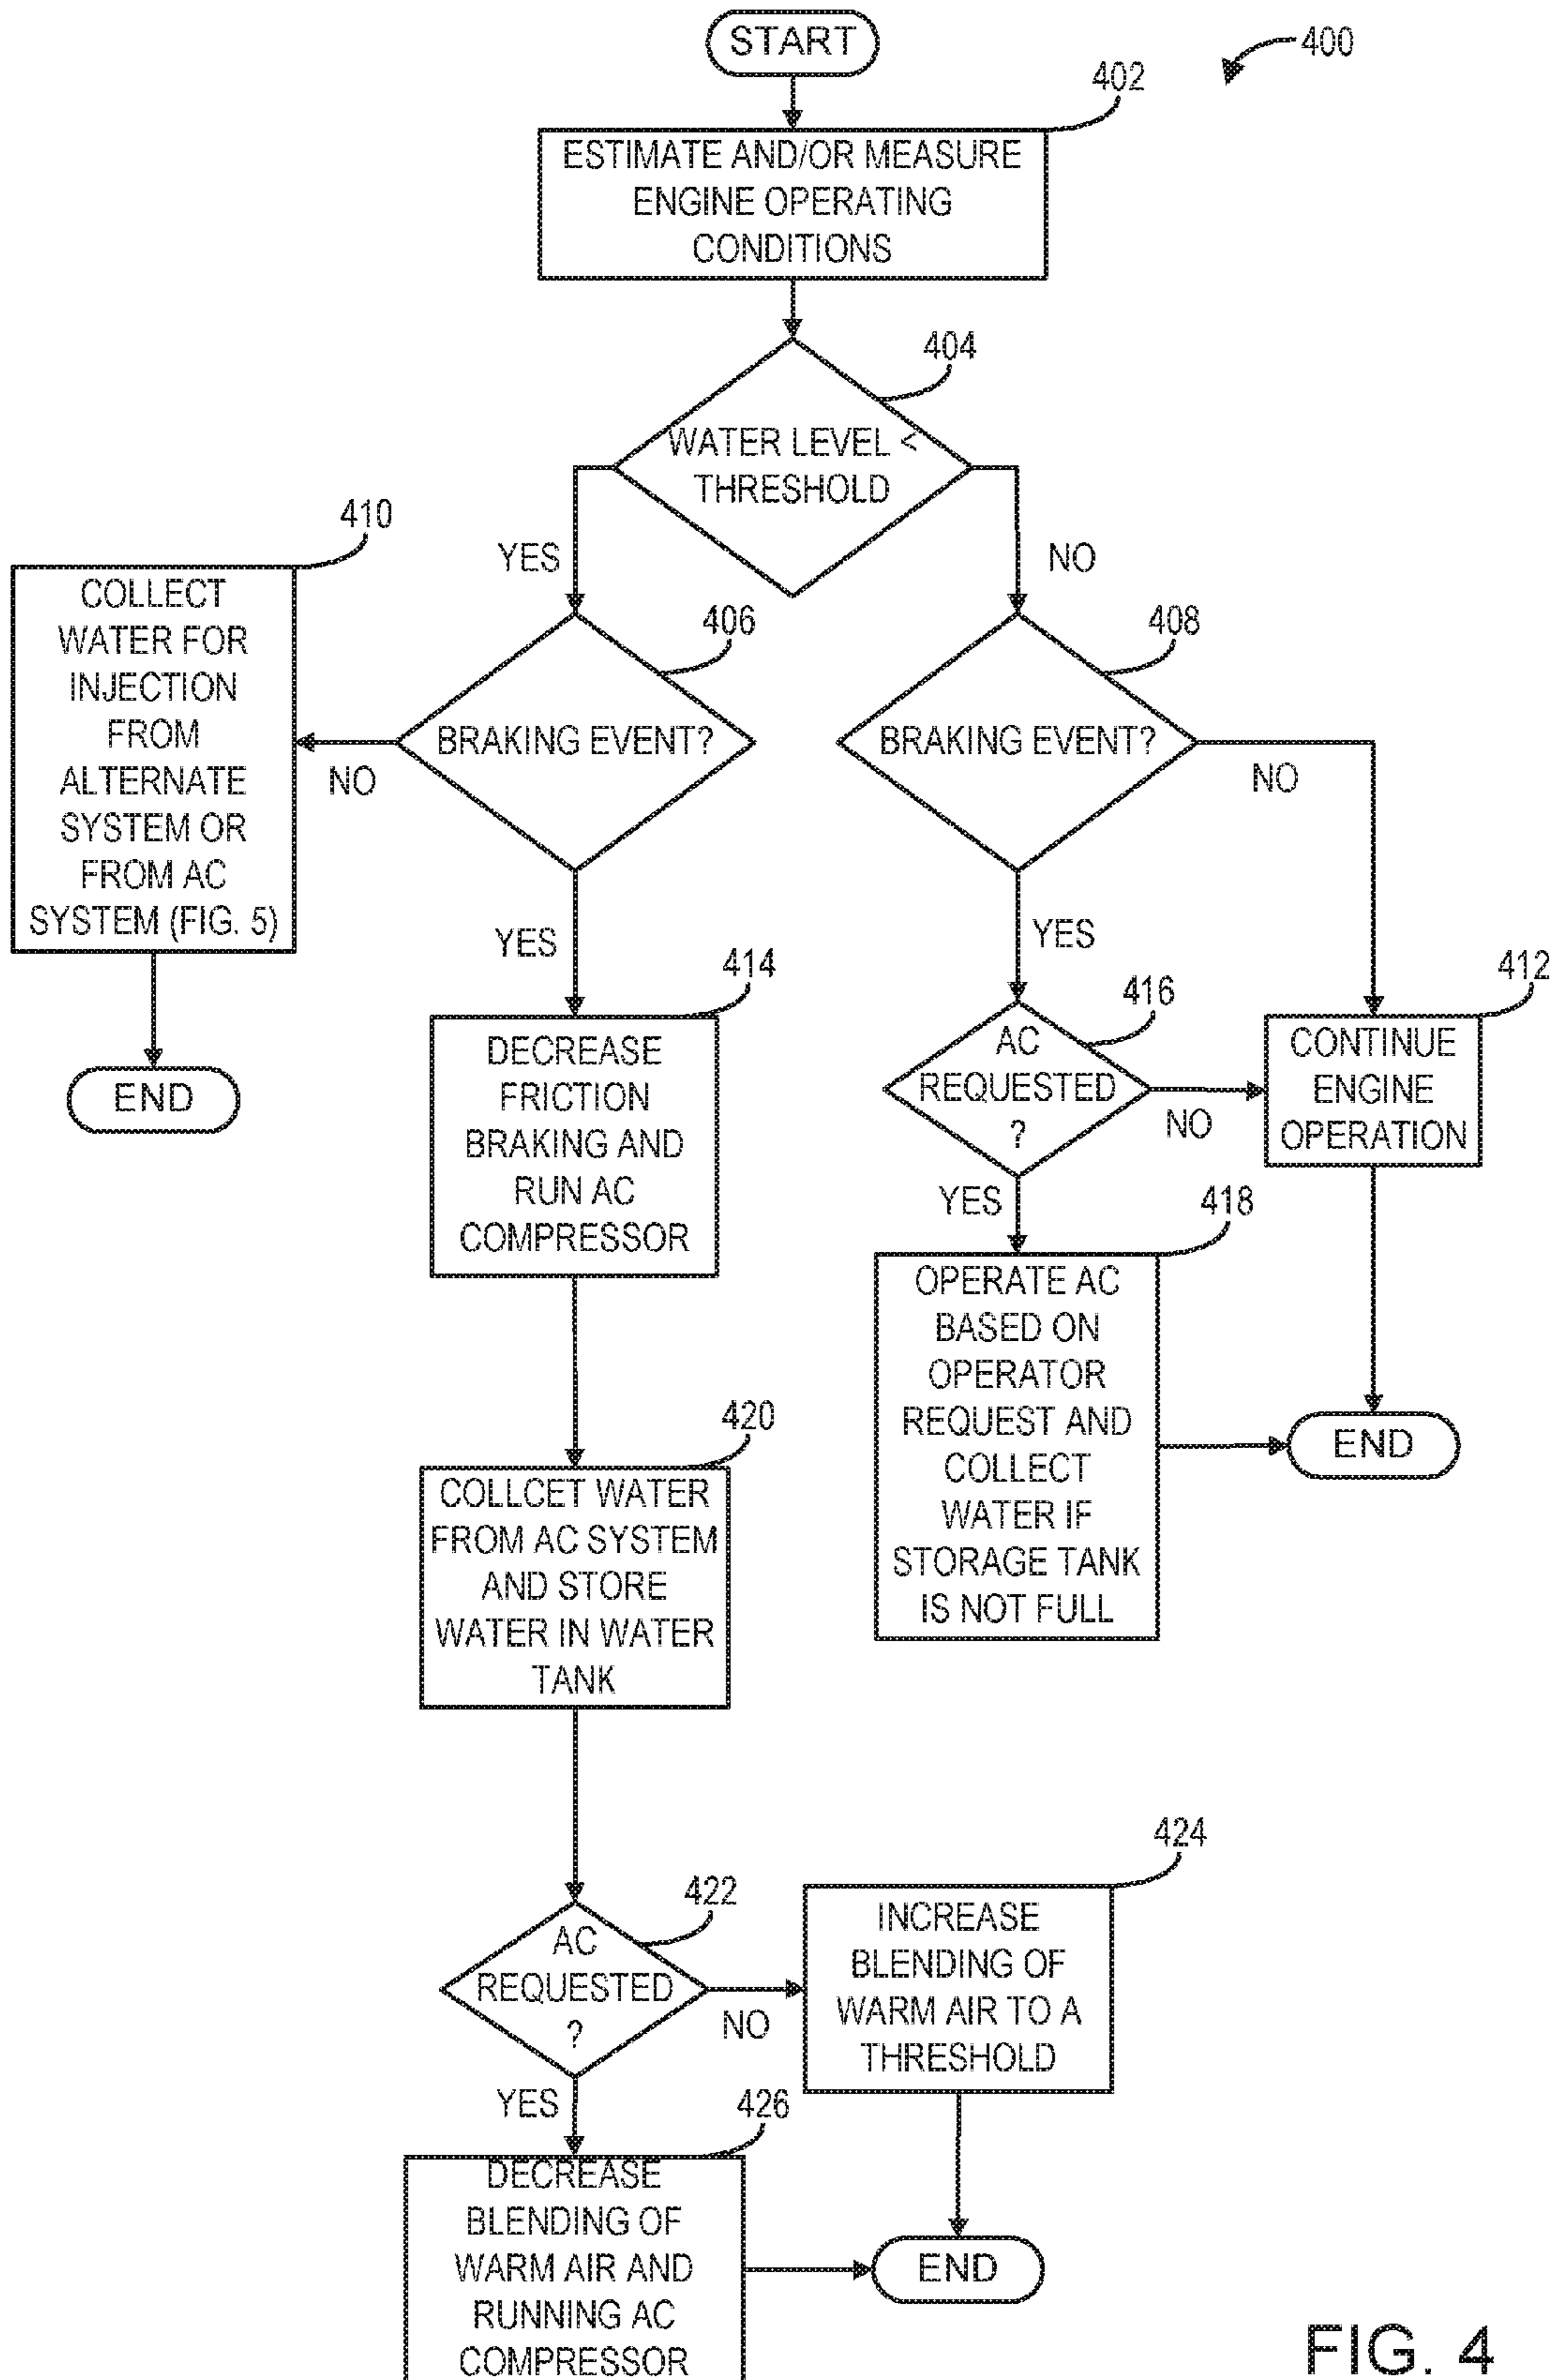 START
400
402
ESTIMATE AND/OR MEASURE
ENGINE OPERATING
CONDITIONS
404
WATER LEVEL <
THRESHOLD
YES
NO
410
COLLECT
WATER FOR
INJECTION
FROM
ALTERNATE
SYSTEM OR
FROM AC
SYSTEM (FIG. 5)
END
406
BRAKING EVENT?
NO
YES
408
BRAKING EVENT?
NO
YES
414
DECREASE
FRICTION
BRAKING AND
RUN AC
COMPRESSOR
416
AC
REQUESTED
?
NO
YES
412
CONTINUE
ENGINE
OPERATION
418
OPERATE AC
BASED ON
OPERATOR
REQUEST AND
COLLECT
WATER IF
STORAGE TANK
IS NOT FULL
END
420
COLLCET WATER
FROM AC SYSTEM
AND STORE
WATER IN WATER
TANK
422
AC
REQUESTED
?
NO
YES
424
INCREASE
BLENDING OF
WARM AIR TO A
THRESHOLD
426
DECREASE
BLENDING OF
WARM AIR AND
RUNNING AC
COMPRESSOR
END
FIG. 4